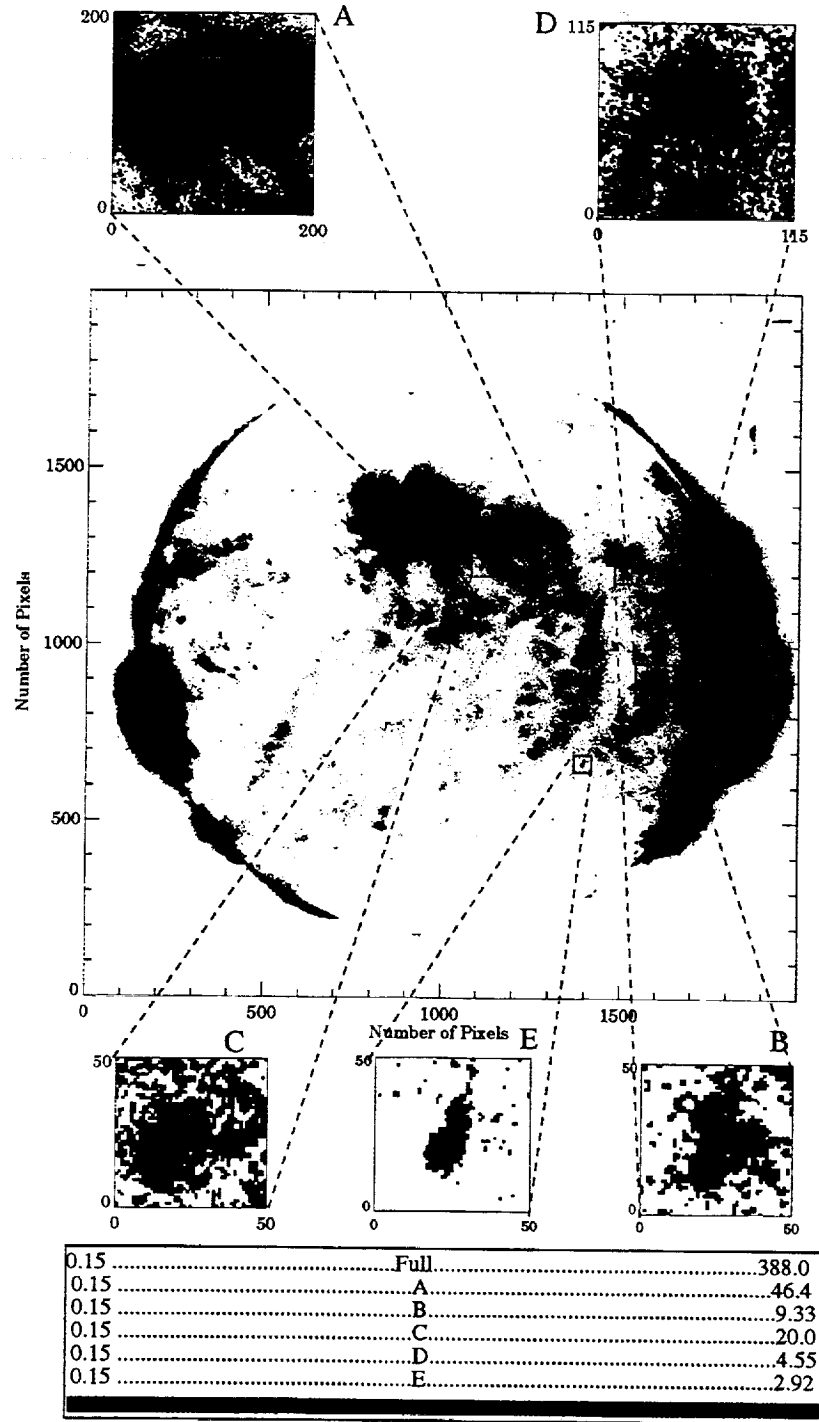 200
A
0
0
200
D
115
0
0
115
Number of Pixels
1500
1000
500
0
500
1000
1500
Number of Pixels
C
50
0
0
50
E
50
0
0
50
B
50
0
0
50
0.15 ........ Full ........ 388.0
0.15 ........ A ........ 46.4
0.15 ........ B ........ 9.33
0.15 ........ C ........ 20.0
0.15 ........ D ........ 4.55
0.15 ........ E ........ 2.92